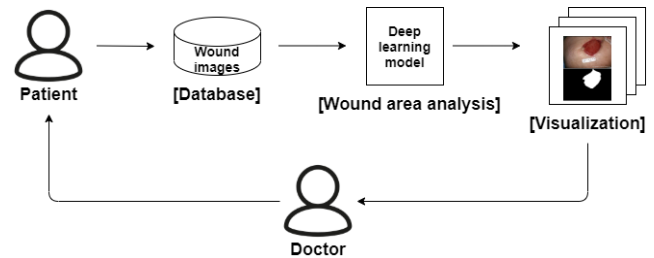 Wound
images
Deep
learning
model
Patient
[Database]
[Wound area analysis]
[Visualization]
Doctor